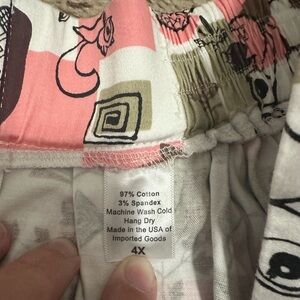 97% Cotton
3% Spandex
Machine Wash Cold
Hang Dry
Made in the USA of
Imported Goods
4X